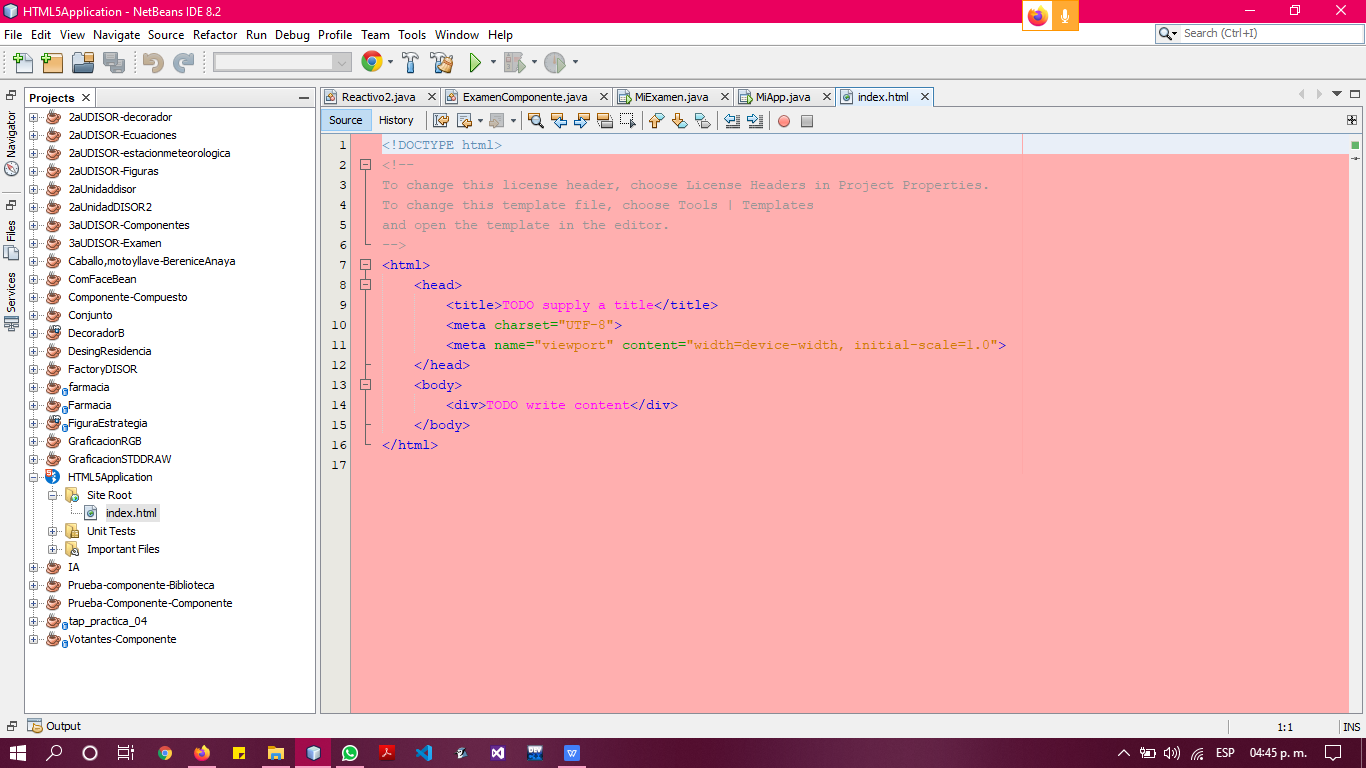 HTML5Application - NetBeans IDE 8.2
File Edit View Navigate Source Refactor Run Debug Profile Team Tools Window Help
Search (Ctrl+I)
Navigator
Files
Services
Projects
2aUDISOR-decorador
2aUDISOR-Ecuaciones
2aUDISOR-estacionmeteorologica
2aUDISOR-Figuras
2aUnidaddisor
2aUnidadDISOR2
3aUDISOR-Componentes
3aUDISOR-Examen
Caballo,motoyllave-BereniceAnaya
ComFaceBean
Componente-Compuesto
Conjunto
DecoradorB
DesingResidencia
FactoryDISOR
farmacia
Farmacia
FiguraEstrategia
GraficacionRGB
GraficacionSTDDRAW
HTML5Application
Site Root
index.html
Unit Tests
Important Files
IA
Prueba-componente-Biblioteca
Prueba-Componente-Componente
tap_practica_04
Votantes-Componente
Reactivo2.java ExamenComponente.java MiExamen.java MiApp.java index.html
Source History
1 <!DOCTYPE html>
2 <!--
3 To change this license header, choose License Headers in Project Properties.
4 To change this template file, choose Tools | Templates
5 and open the template in the editor.
6 -->
7 <html>
8 <head>
9 <title>TODO supply a title</title>
10 <meta charset="UTF-8">
11 <meta name="viewport" content="width=device-width, initial-scale=1.0">
12 </head>
13 <body>
14 <div>TODO write content</div>
15 </body>
16 </html>
17
Output
1:1 INS
ESP 04:45 p. m.